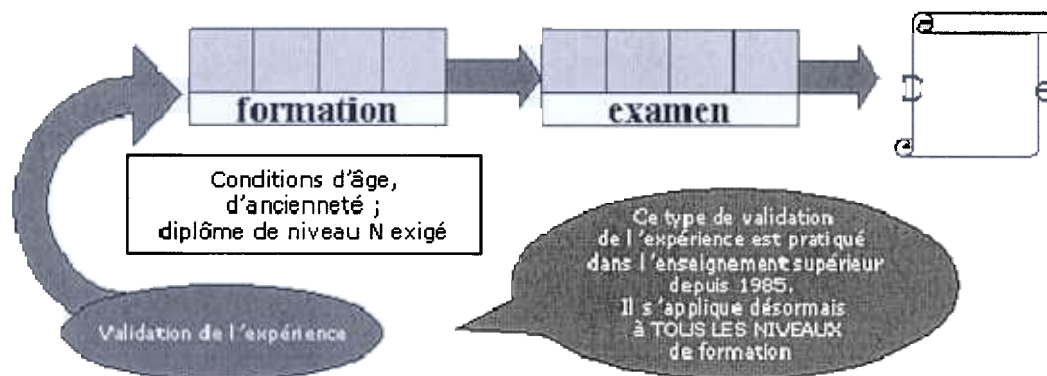 formation
examen
Conditions d'âge,
d'ancienneté ;
diplôme de niveau N exigé
Ce type de validation
de l'expérience est pratiqué
dans l'enseignement supérieur
depuis 1985.
Il s'applique désormais
à TOUS LES NIVEAUX
de formation
Validation de l'expérience